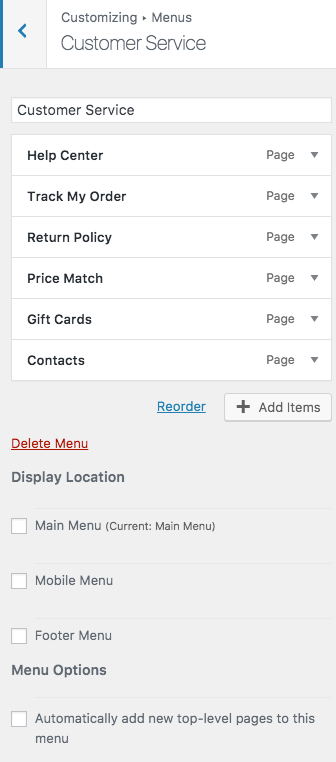 Customizing ▸ Menus
Customer Service
Customer Service
Help Center Page
Track My Order Page
Return Policy Page
Price Match Page
Gift Cards Page
Contacts Page
Reorder + Add Items
Delete Menu
Display Location
Main Menu (Current: Main Menu)
Mobile Menu
Footer Menu
Menu Options
Automatically add new top-level pages to this
menu